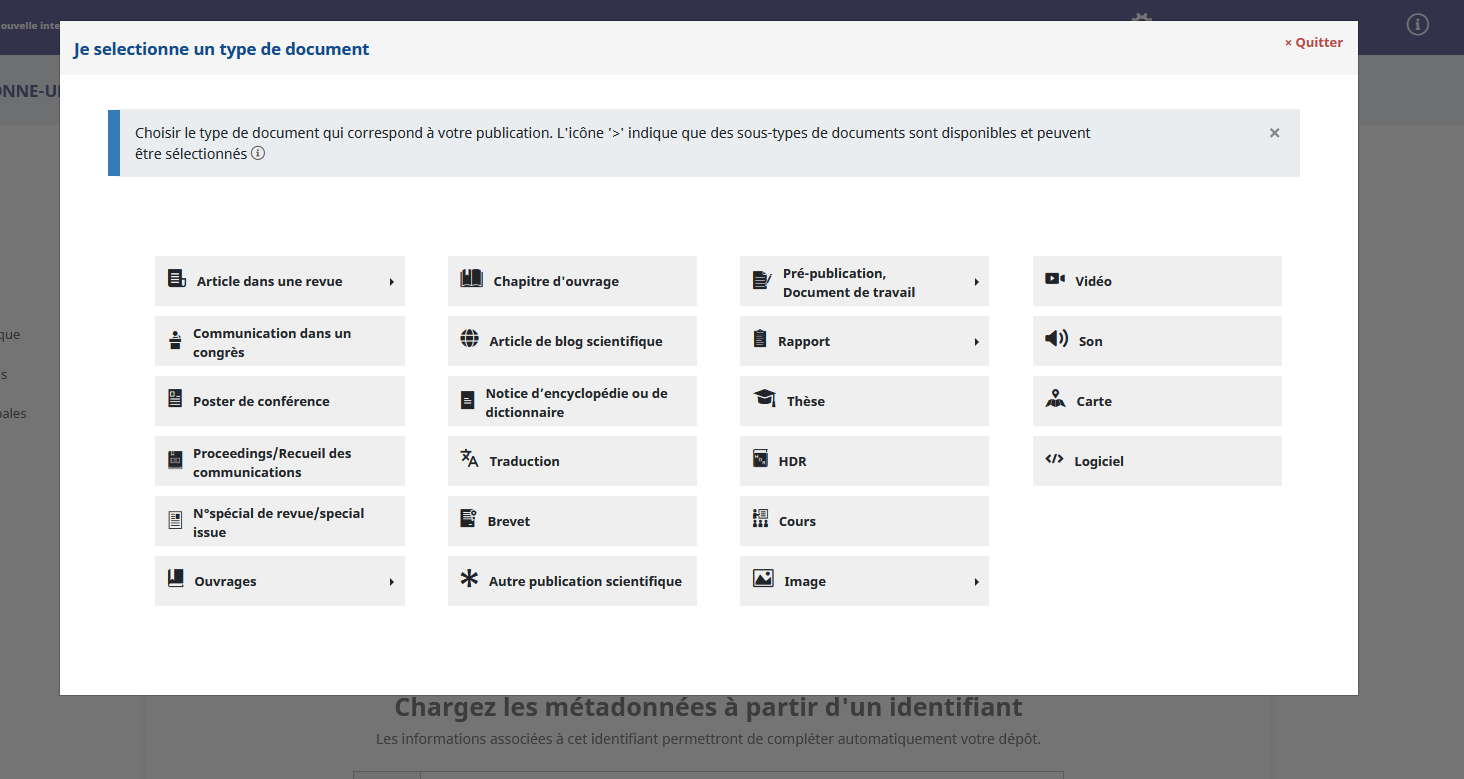 ouvelle inte
Je selectionne un type de document
× Quitter
ONNE-U
Choisir le type de document qui correspond à votre publication. L'icône '>' indique que des sous-types de documents sont disponibles et peuvent
être sélectionnés
×
Article dans une revue
Chapitre d'ouvrage
Pré-publication,
Document de travail
Vidéo
Communication dans un
congrès
Article de blog scientifique
Rapport
Son
Poster de conférence
Notice d’encyclopédie ou de
dictionnaire
Thèse
Carte
Proceedings/Recueil des
communications
Traduction
HDR
Logiciel
N°spécial de revue/special
issue
Brevet
Cours
Ouvrages
Autre publication scientifique
Image
que
s
pales
Chargez les métadonnées à partir d'un identifiant
Les informations associées à cet identifiant permettront de compléter automatiquement votre dépôt.